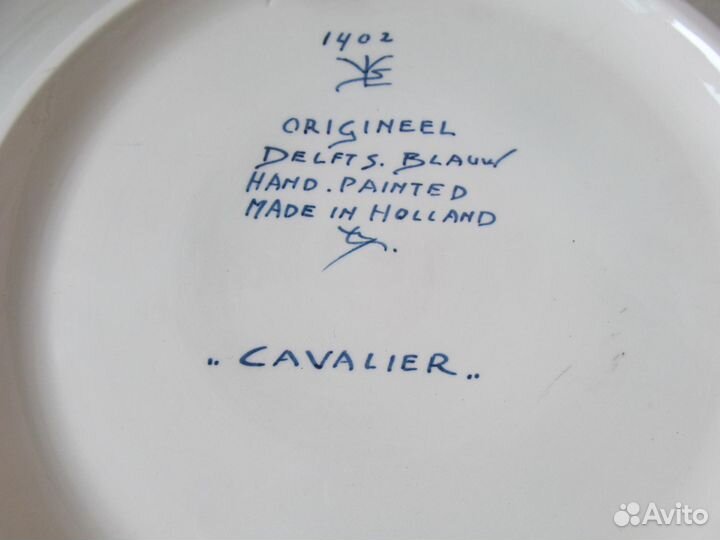 1402
ORIGINEEL
DELFTS. BLAUW
HAND. PAINTED
MADE IN HOLLAND
„CAVALIER„
Avito